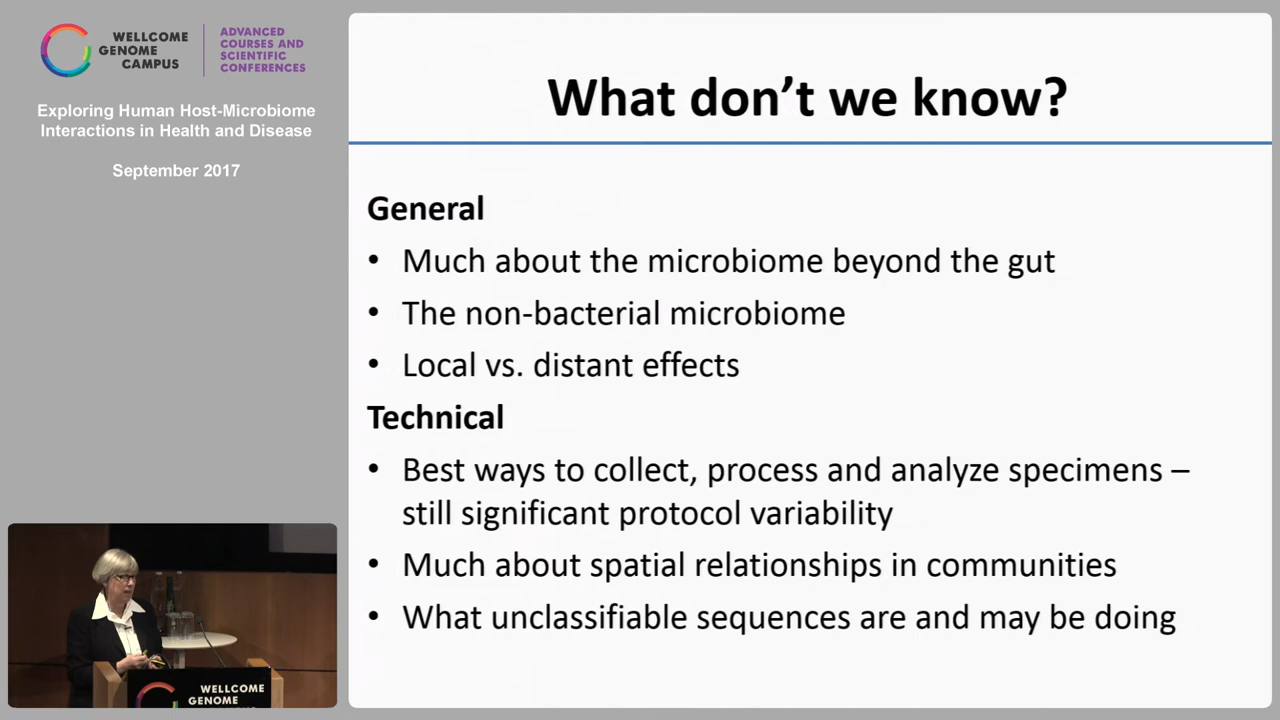 WELLCOME
GENOME
CAMPUS
ADVANCED
COURSES AND
SCIENTIFIC
CONFERENCES
Exploring Human Host-Microbiome
Interactions in Health and Disease
September 2017
What don’t we know?
General
• Much about the microbiome beyond the gut
• The non-bacterial microbiome
• Local vs. distant effects
Technical
• Best ways to collect, process and analyze specimens –
still significant protocol variability
• Much about spatial relationships in communities
• What unclassifiable sequences are and may be doing
WELLCOME
GENOME